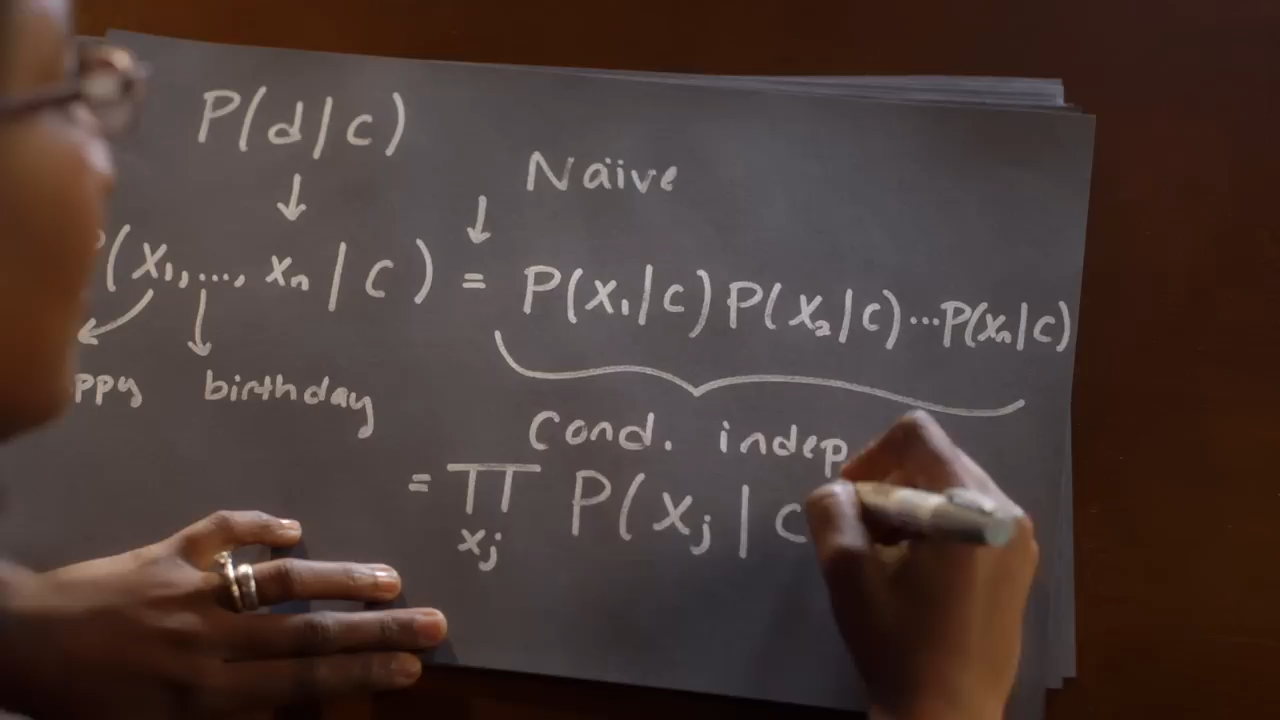 P(d|c)
↓
Naïve
↓
P(x₁,..., xₙ|c) = P(x₁|c)P(x₂|c)...P(xₙ|c)
ppy birthday
Cond. indep
= ∏ P(xⱼ|c
xⱼ